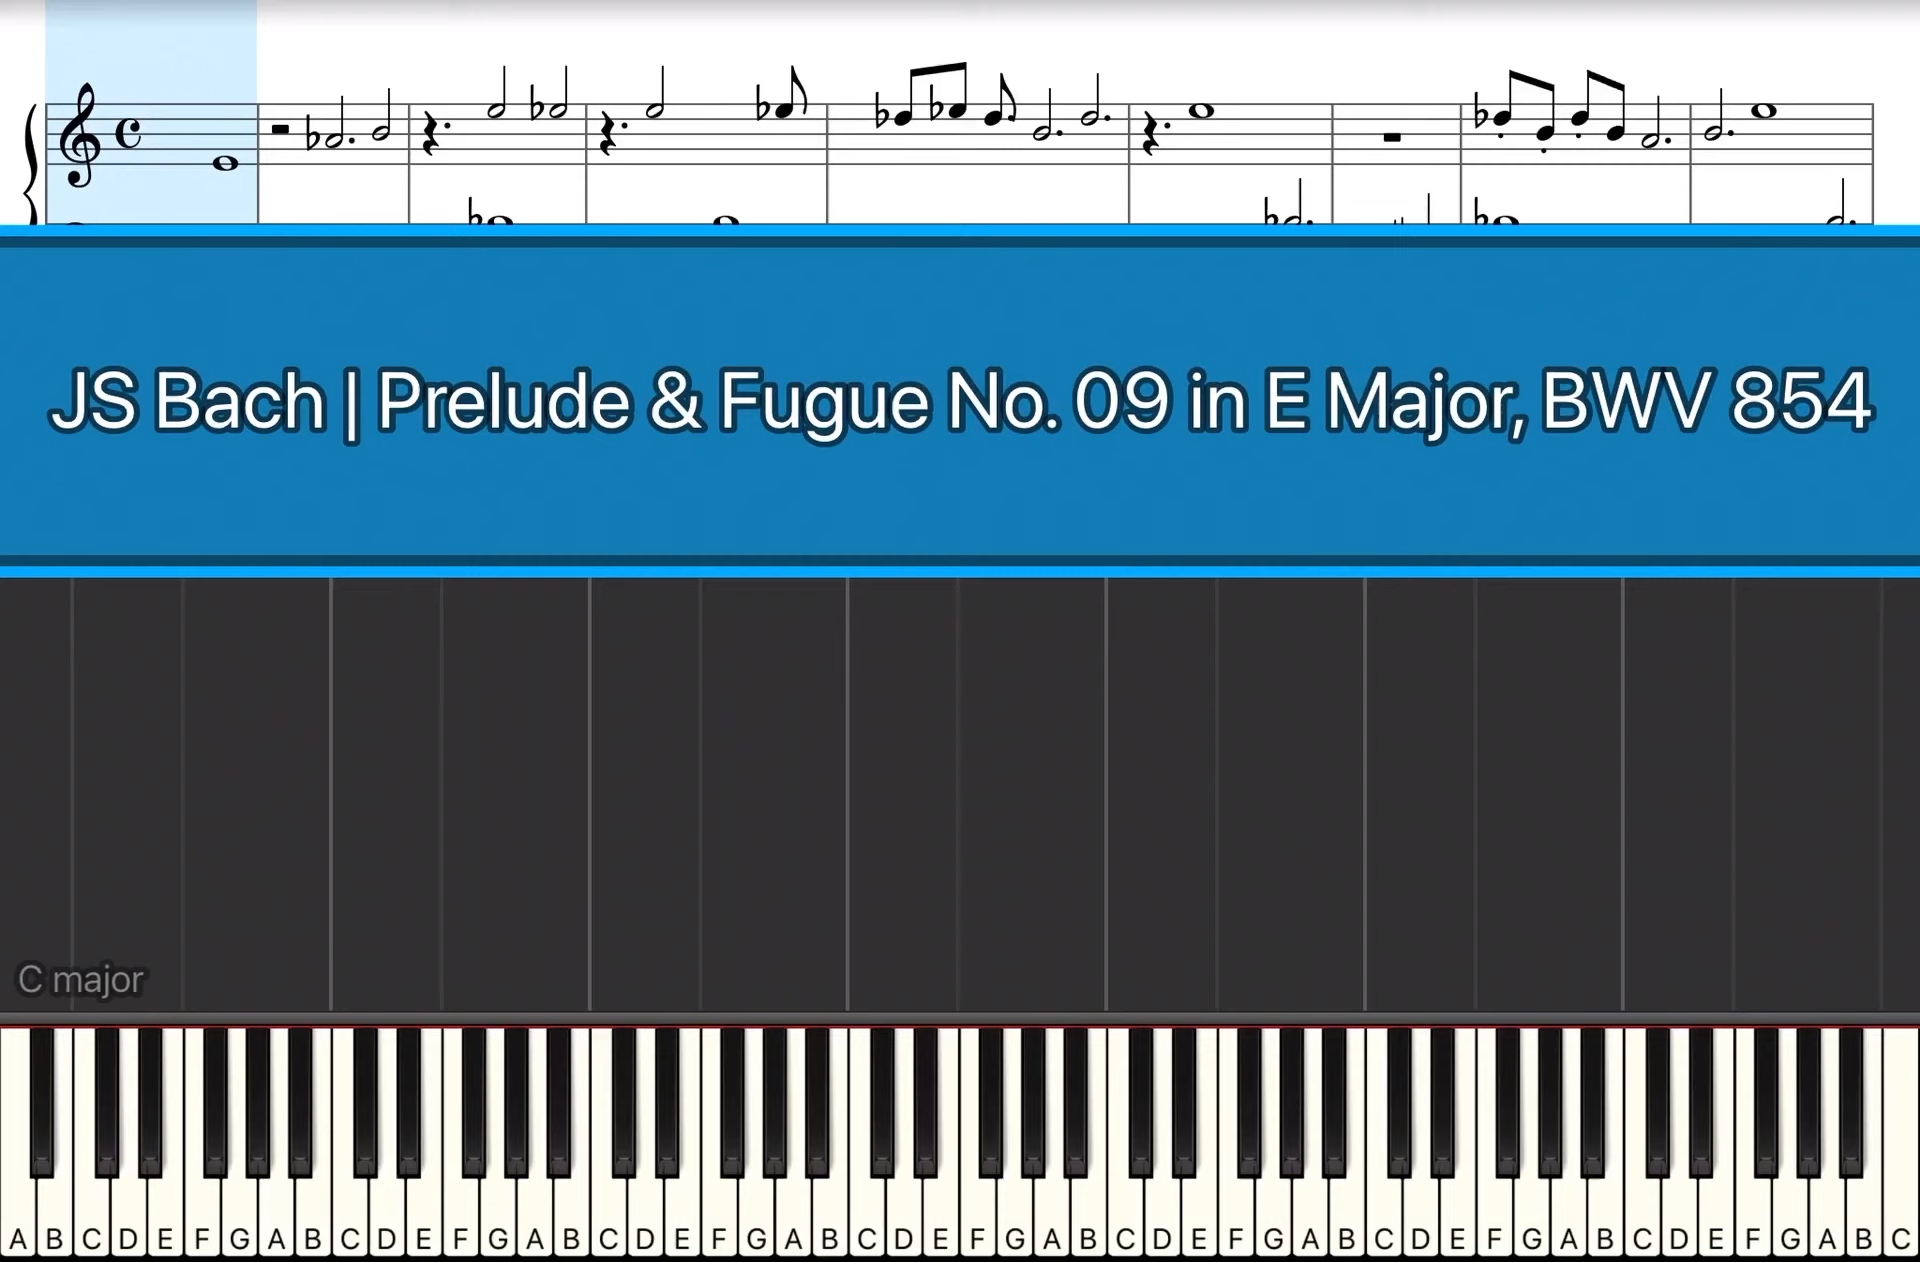 JS Bach | Prelude & Fugue No. 09 in E Major, BWV 854
C major
A B C D E F G A B C D E F G A B C D E F G A B C D E F G A B C D E F G A B C D E F G A B C D E F G A B C